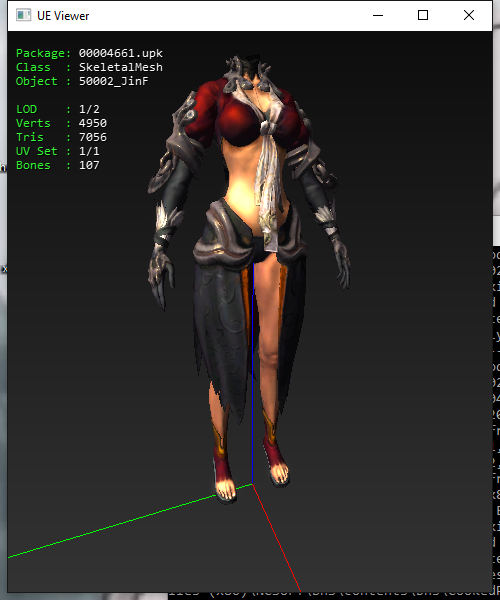 UE Viewer
Package: 00004661.upk
Class  : SkeletalMesh
Object : 50002_JinF
LOD    : 1/2
Verts  : 4950
Tris   : 7056
UV Set : 1/1
Bones  : 107